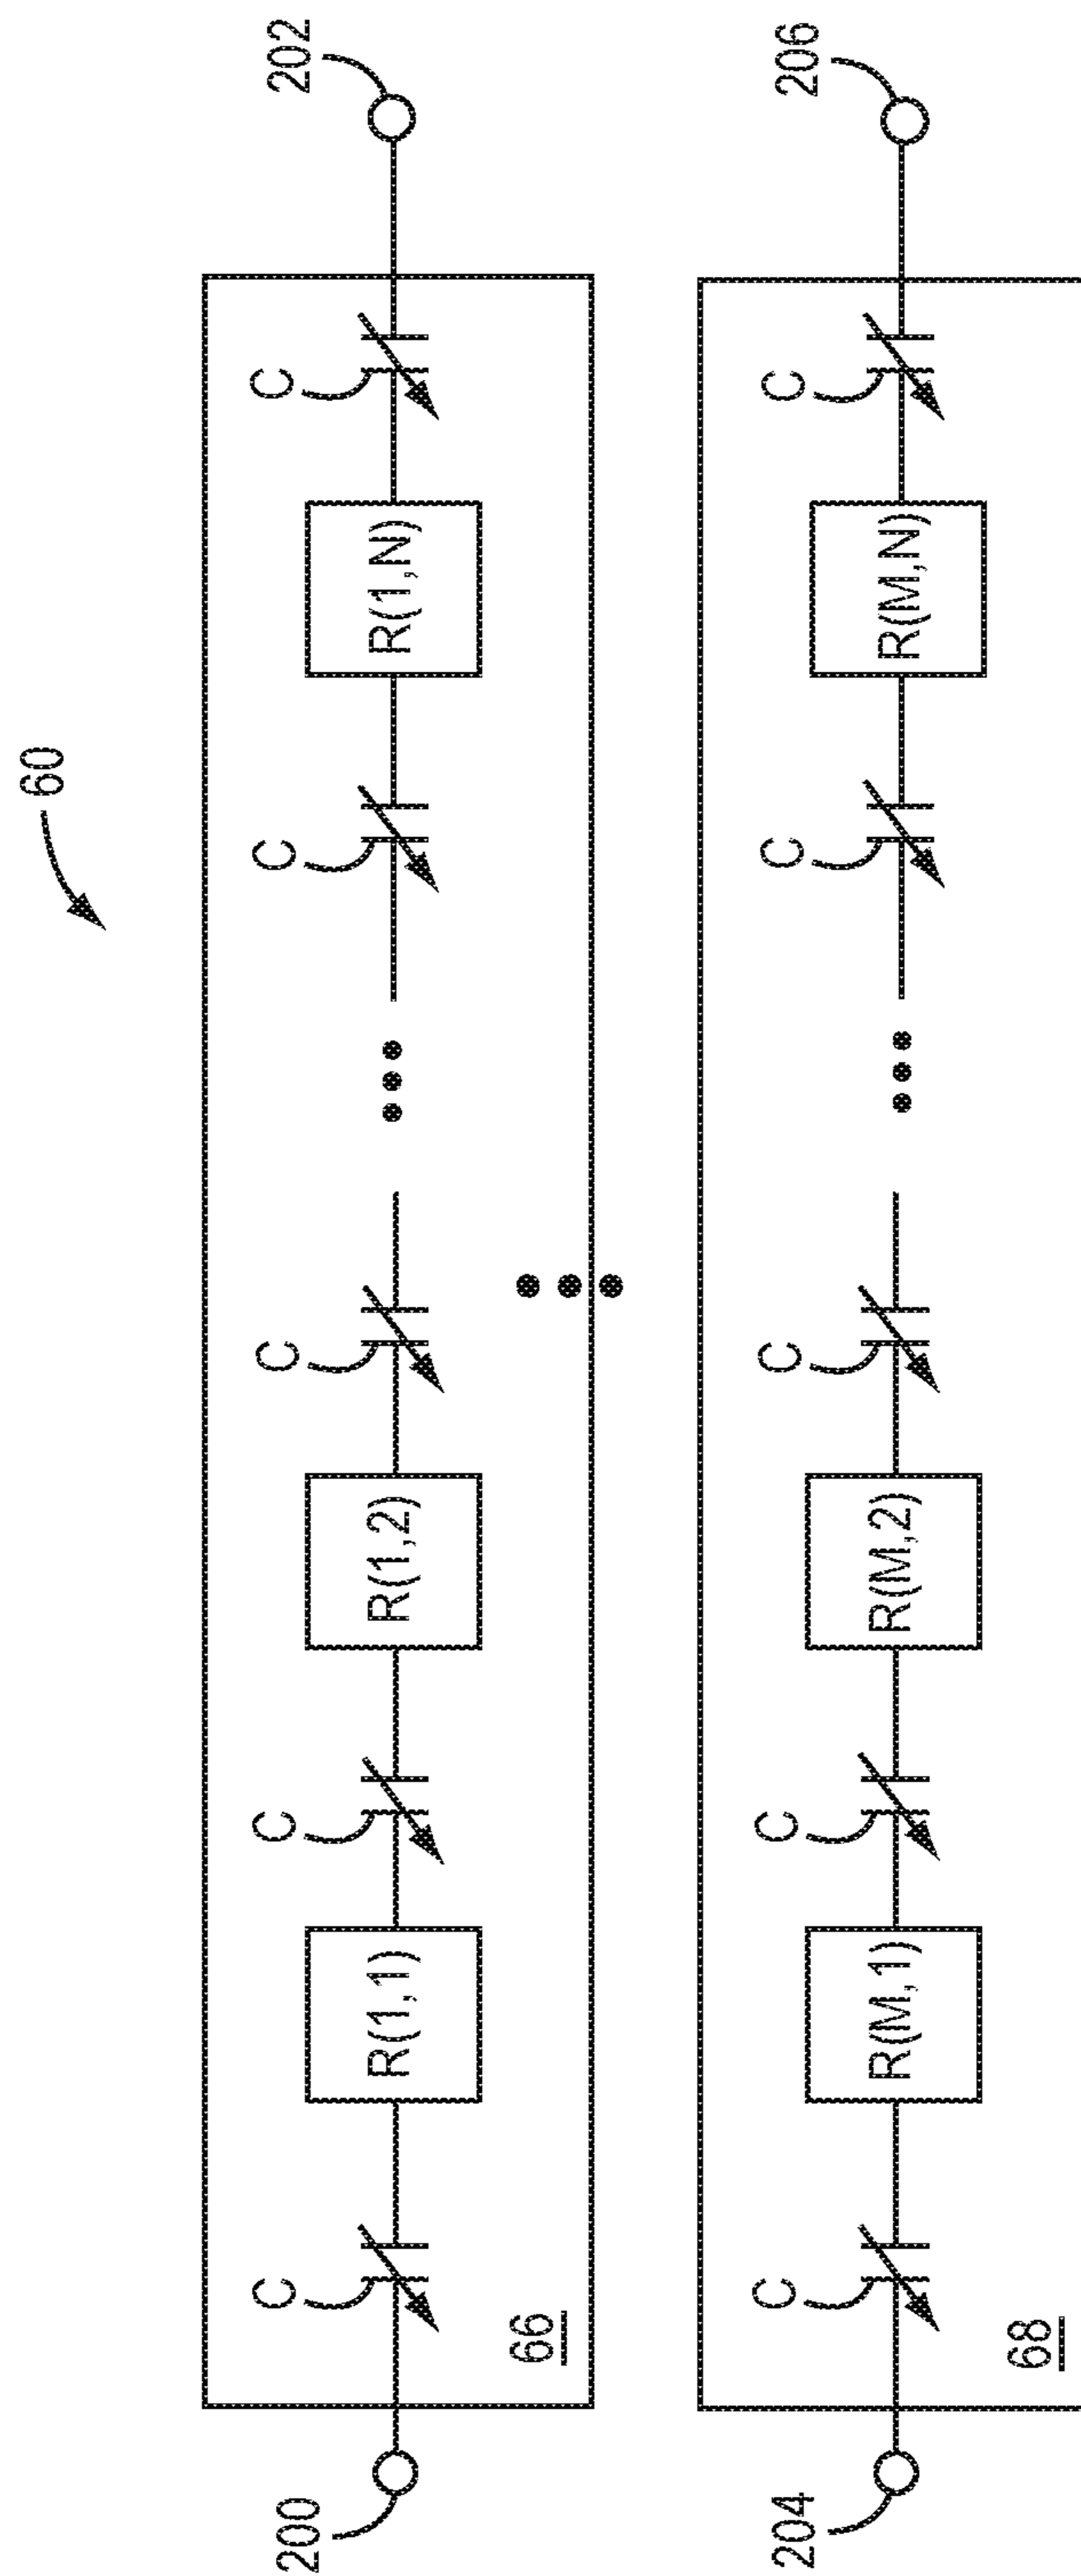 60
200
C
R(1,1)
C
R(1,2)
C
C
R(1,N)
C
202
66
204
C
R(M,1)
C
R(M,2)
C
C
R(M,N)
C
206
68